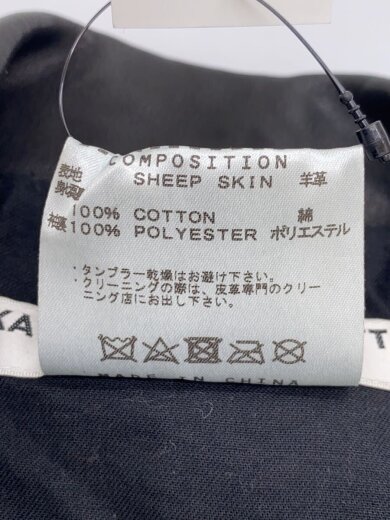 COMPOSITION
表地 SHEEP SKIN 羊革
身頃 100% COTTON 綿
袖裏 100% POLYESTER ポリエステル
・タンブラー乾燥はお避け下さい。
・クリーニングの際は、皮革専門のクリー
ニング店にお出し下さい。
KA
T
MADE IN CHINA